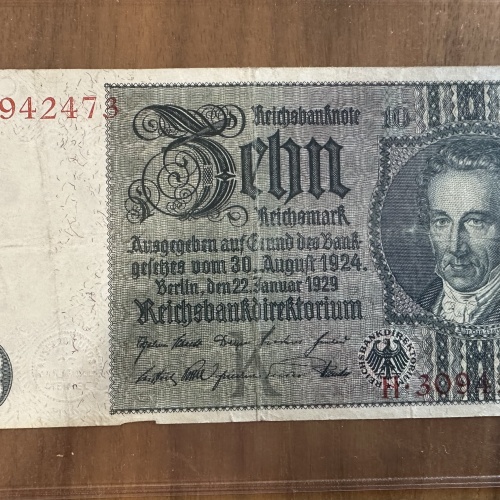 942473
Reichsbanknote
10
Zehn
Reichsmark
Ausgegeben auf Grund des Bank-
gesetzes vom 30. August 1924.
Berlin, den 22. Januar 1929
Reichsbankdirektorium
K
REICHSBANKDIREKTORIUM
H·3094